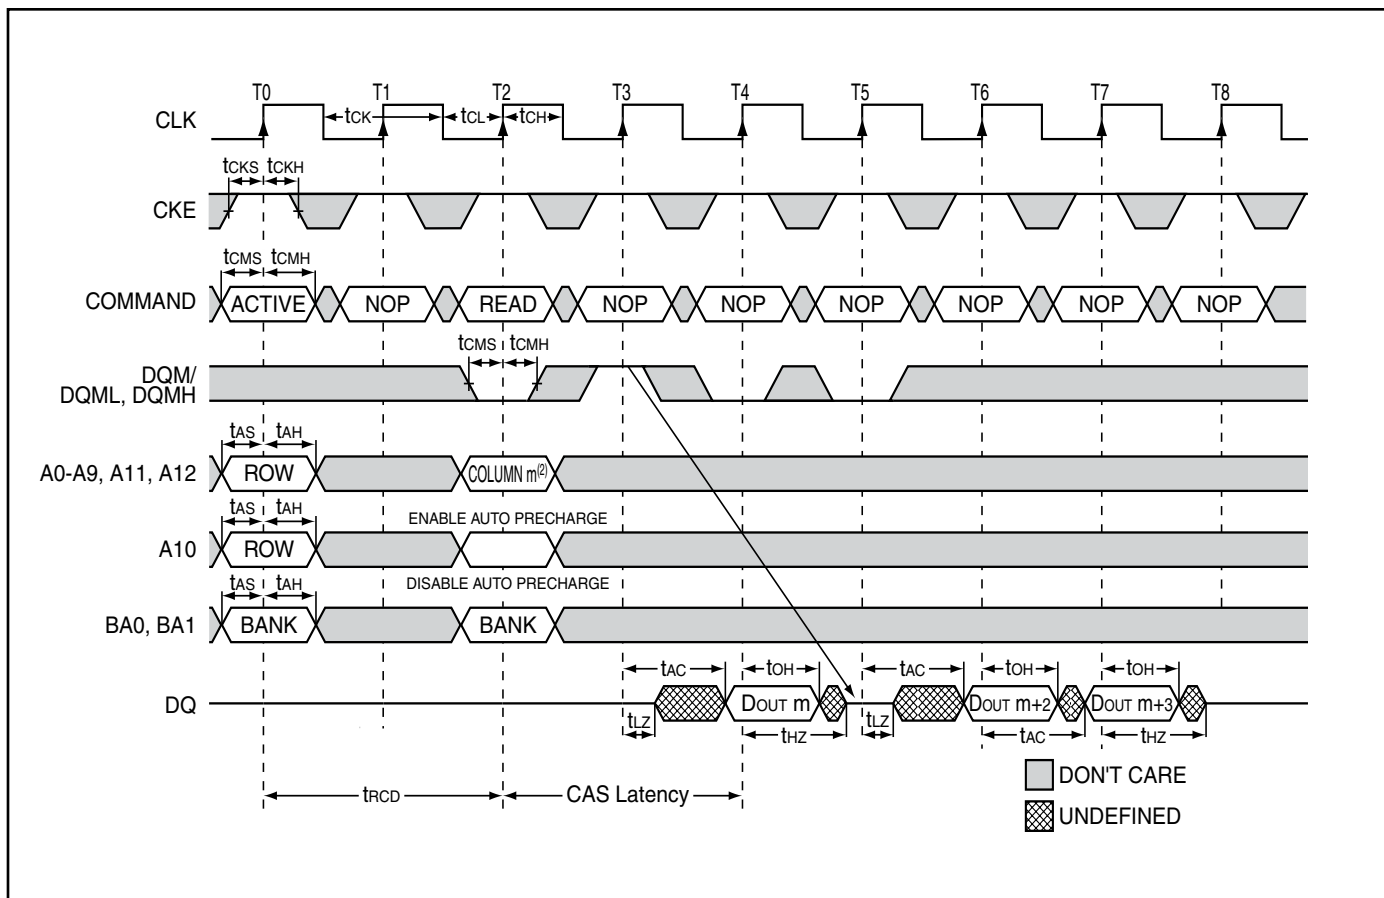 T0 T1 T2 T3 T4 T5 T6 T7 T8
CLK
tCK tCL tCH
tCKS tCKH
CKE
tCMS tCMH
COMMAND ACTIVE NOP READ NOP NOP NOP NOP NOP NOP
tCMS tCMH
DQM/
DQML, DQMH
tAS tAH
A0-A9, A11, A12 ROW COLUMN m(2)
tAS tAH ENABLE AUTO PRECHARGE
A10 ROW
tAS tAH DISABLE AUTO PRECHARGE
BA0, BA1 BANK BANK
tAC tOH tAC tOH tOH
DQ DOUT m DOUT m+2 DOUT m+3
tLZ tHZ tLZ tAC tHZ
DON'T CARE
tRCD CAS Latency
UNDEFINED